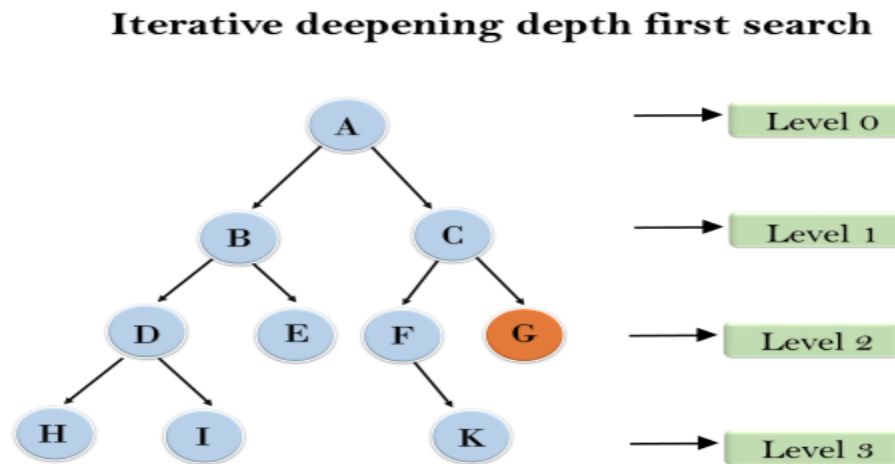 Iterative deepening depth first search
A
Level 0
B
C
Level 1
D
E
F
G
Level 2
H
I
K
Level 3